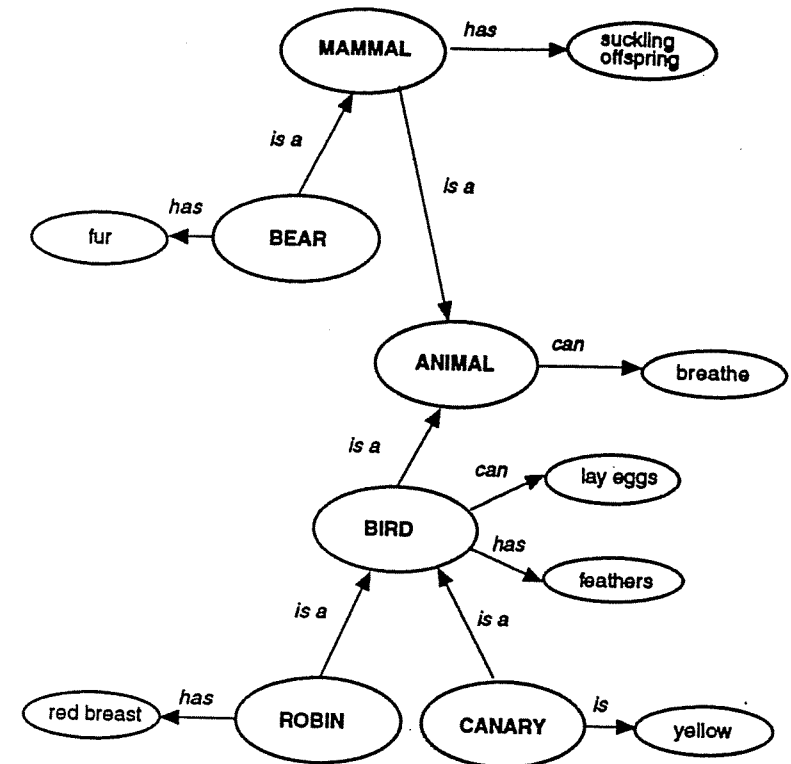 MAMMAL
has
suckling
offspring
is a
is a
has
fur
BEAR
ANIMAL
can
breathe
is a
can
lay eggs
BIRD
has
feathers
is a
is a
red breast
has
ROBIN
CANARY
is
yellow